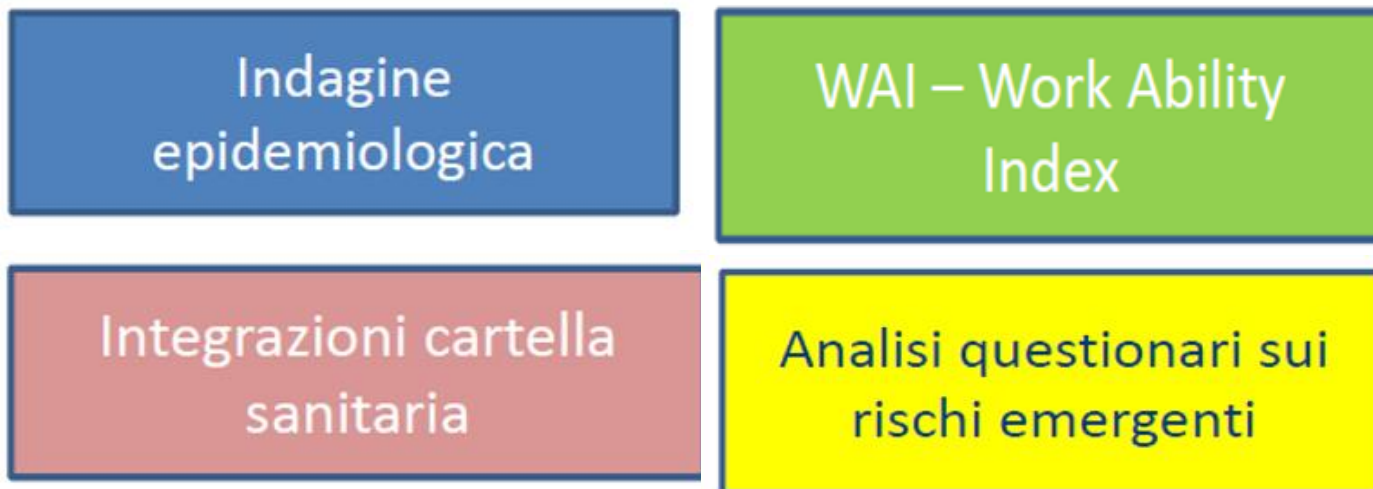 Indagine
epidemiologica
WAI – Work Ability
Index
Integrazioni cartella
sanitaria
Analisi questionari sui
rischi emergenti